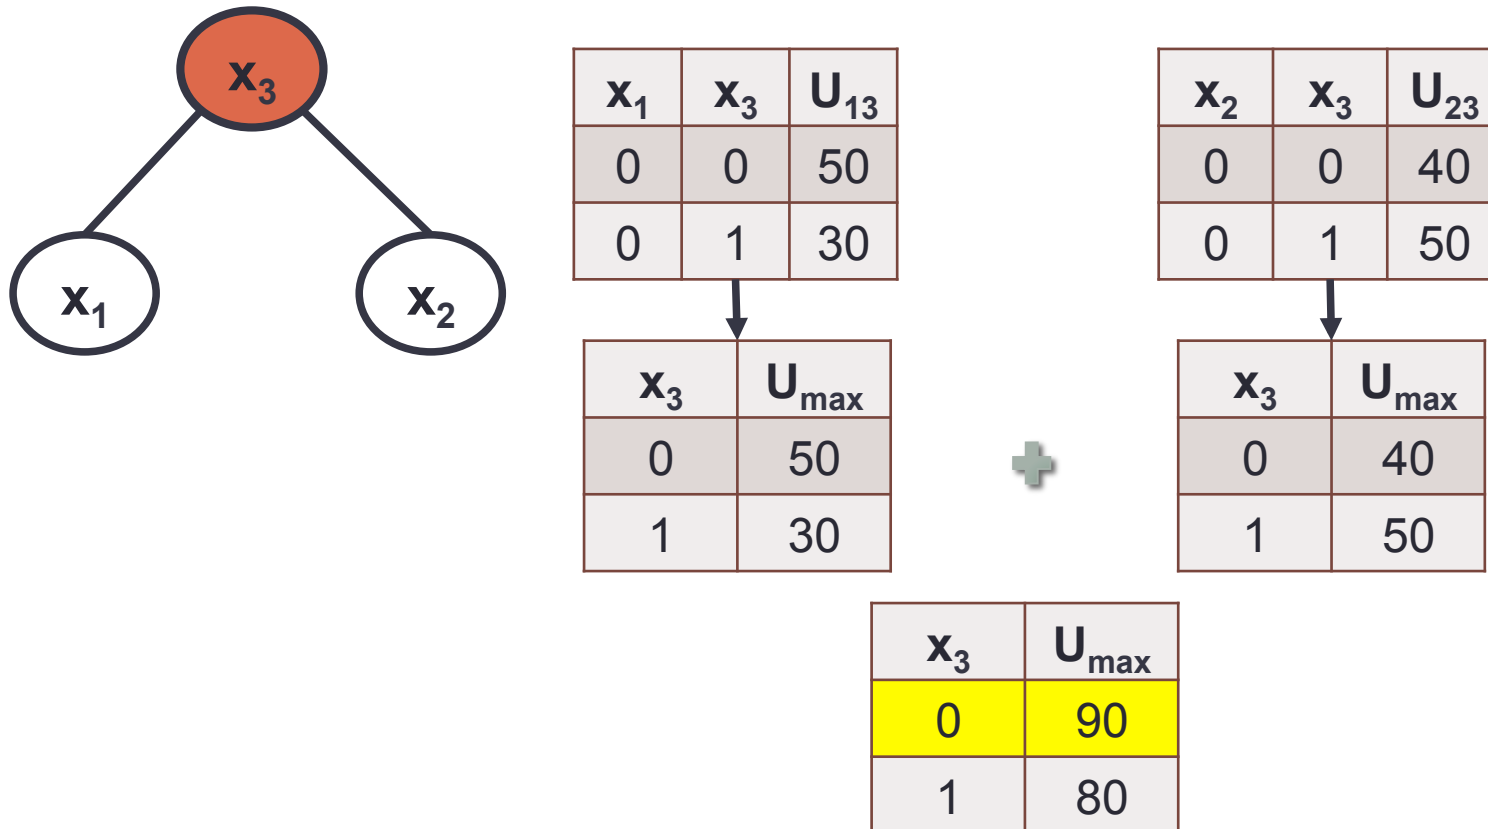 x₃
x₁
x₂
x₁ x₃ U₁₃
0 0 50
0 1 30
x₂ x₃ U₂₃
0 0 40
0 1 50
x₃ Uₘₐₓ
0 50
1 30
x₃ Uₘₐₓ
0 40
1 50
x₃ Uₘₐₓ
0 90
1 80